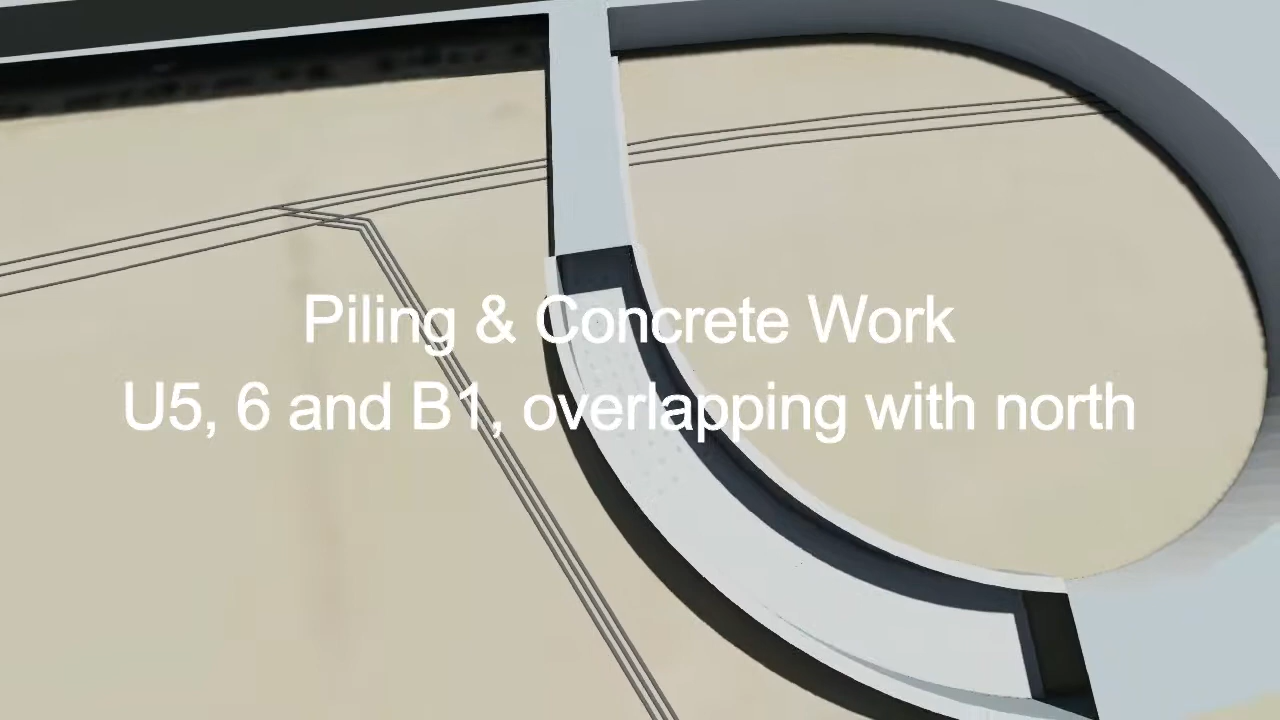 Piling & Concrete Work
U5, 6 and B1, overlapping with north